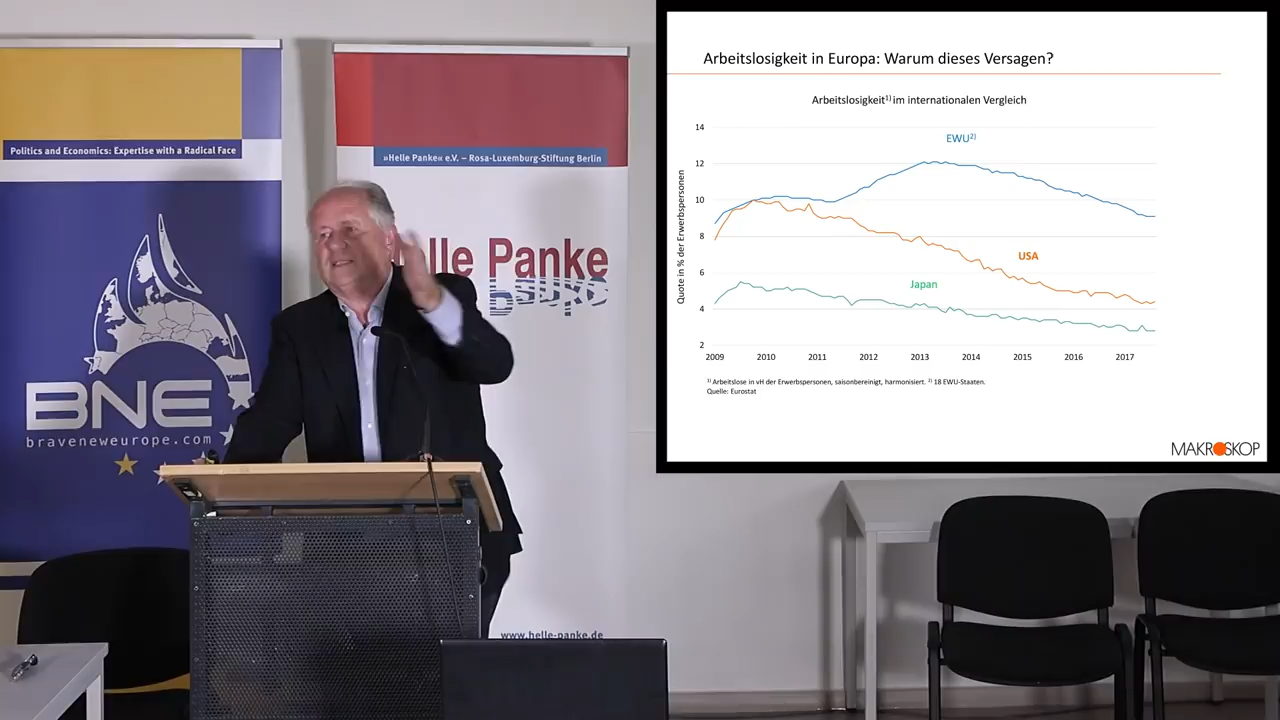 Politics and Economics: Expertise with a Radical Face
BNE
braveneweurope.com
»Helle Panke« e.V. – Rosa-Luxemburg-Stiftung Berlin
elle Panke
www.helle-panke.de
Arbeitslosigkeit in Europa: Warum dieses Versagen?
Arbeitslosigkeit¹⁾ im internationalen Vergleich
Quote in % der Erwerbspersonen
14
12
10
8
6
4
2
EWU²⁾
USA
Japan
2009 2010 2011 2012 2013 2014 2015 2016 2017
¹⁾ Arbeitslose in vH der Erwerbspersonen, saisonbereinigt, harmonisiert. ²⁾ 18 EWU-Staaten.
Quelle: Eurostat
MAKROSKOP